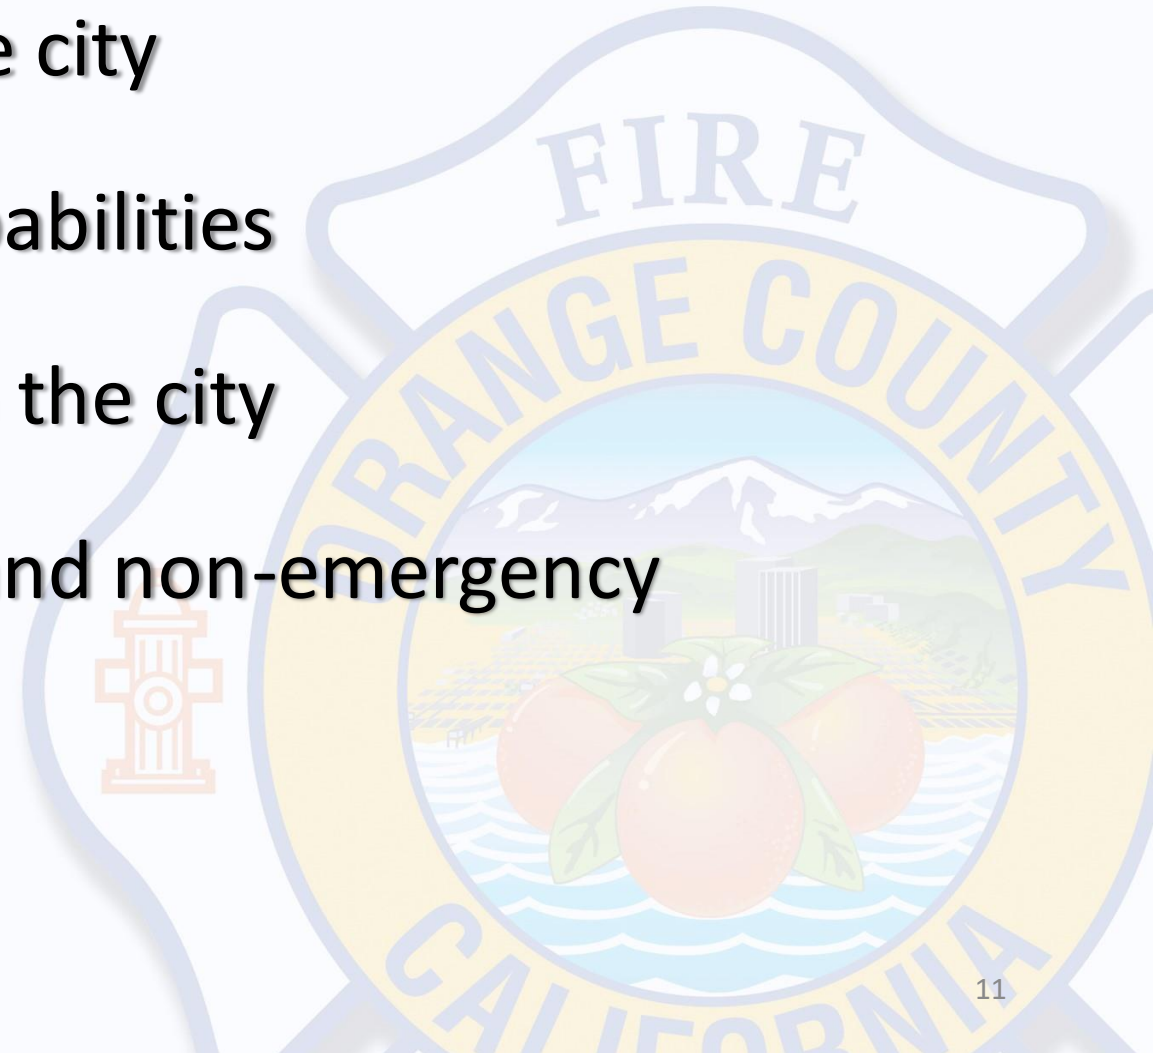 e city
abilities
the city
nd non-emergency
FIRE
ORANGE COUNTY
CALIFORNIA
11